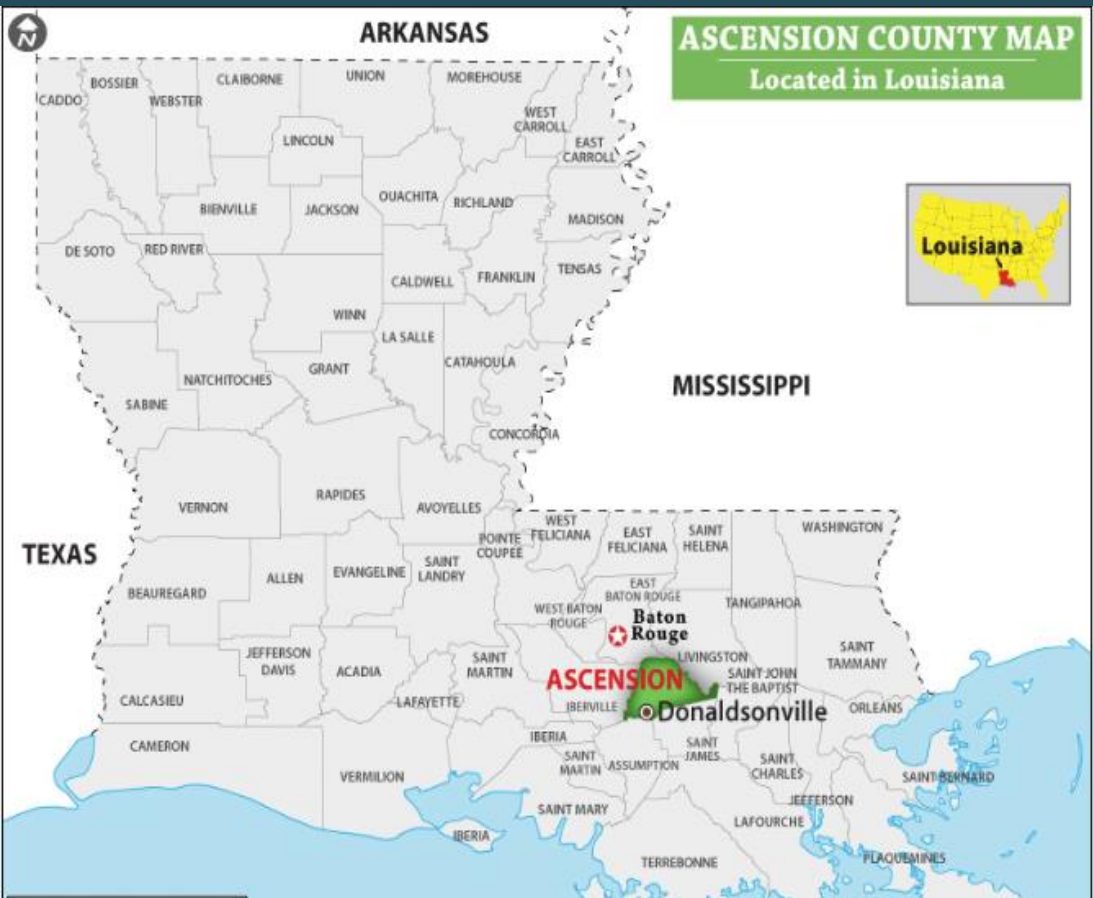 ARKANSAS
ASCENSION COUNTY MAP
Located in Louisiana
CADDO
BOSSIER
WEBSTER
CLAIBORNE
UNION
MOREHOUSE
WEST
CARROLL
EAST
CARROLL
LINCOLN
OUACHITA
RICHLAND
MADISON
BIENVILLE
JACKSON
DE SOTO
RED RIVER
CALDWELL
FRANKLIN
TENSAS
Louisiana
WINN
LA SALLE
CATAHOULA
GRANT
NATCHITOCHES
SABINE
MISSISSIPPI
CONCORDIA
VERNON
RAPIDES
AVOYELLES
TEXAS
POINTE
COUPEE
WEST
FELICIANA
EAST
FELICIANA
SAINT
HELENA
WASHINGTON
BEAUREGARD
ALLEN
EVANGELINE
SAINT
LANDRY
EAST
BATON ROUGE
WEST BATON
ROUGE
TANGIPAHOA
Baton
Rouge
JEFFERSON
DAVIS
ACADIA
SAINT
MARTIN
LIVINGSTON
SAINT
TAMMANY
ASCENSION
SAINT JOHN
THE BAPTIST
CALCASIEU
LAFAYETTE
IBERVILLE
Donaldsonville
ORLEANS
CAMERON
VERMILION
IBERIA
SAINT
MARTIN
ASSUMPTION
SAINT
JAMES
SAINT
CHARLES
SAINT BERNARD
SAINT MARY
JEFFERSON
LAFOURCHE
IBERIA
TERREBONNE
PLAQUEMINES